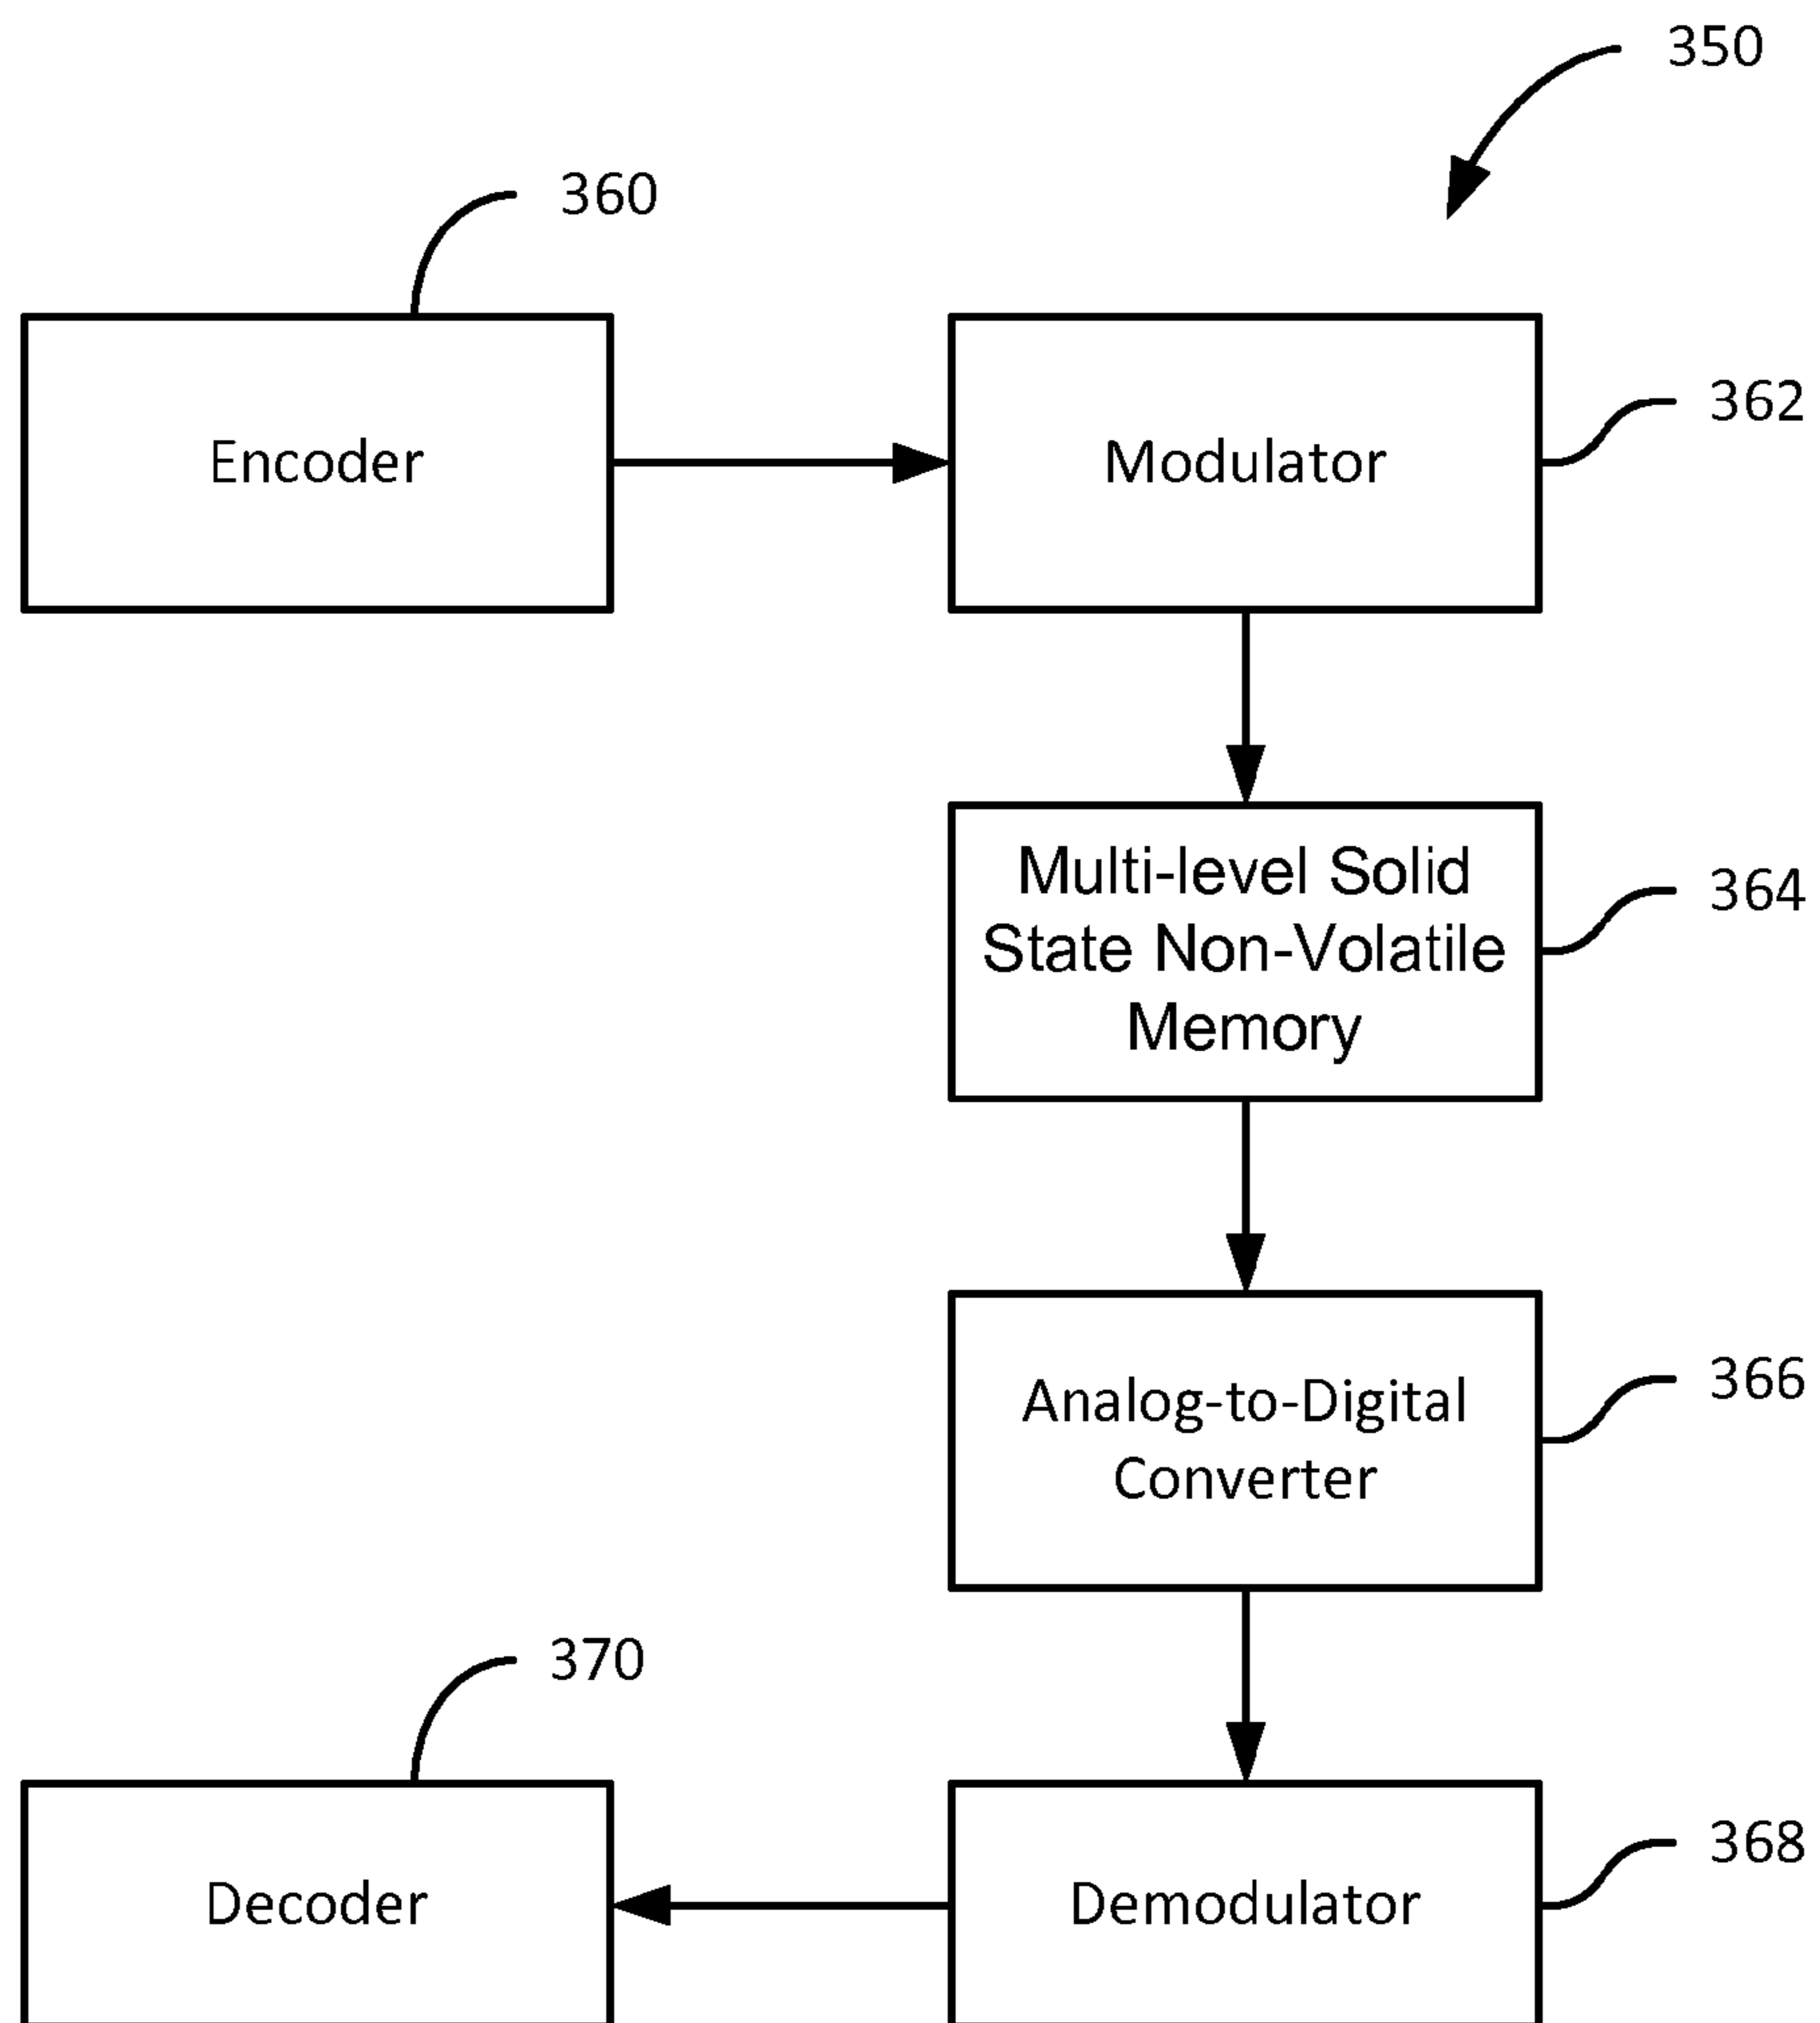 350
360
Encoder
Modulator
362
Multi-level Solid
State Non-Volatile
Memory
364
Analog-to-Digital
Converter
366
370
Decoder
Demodulator
368